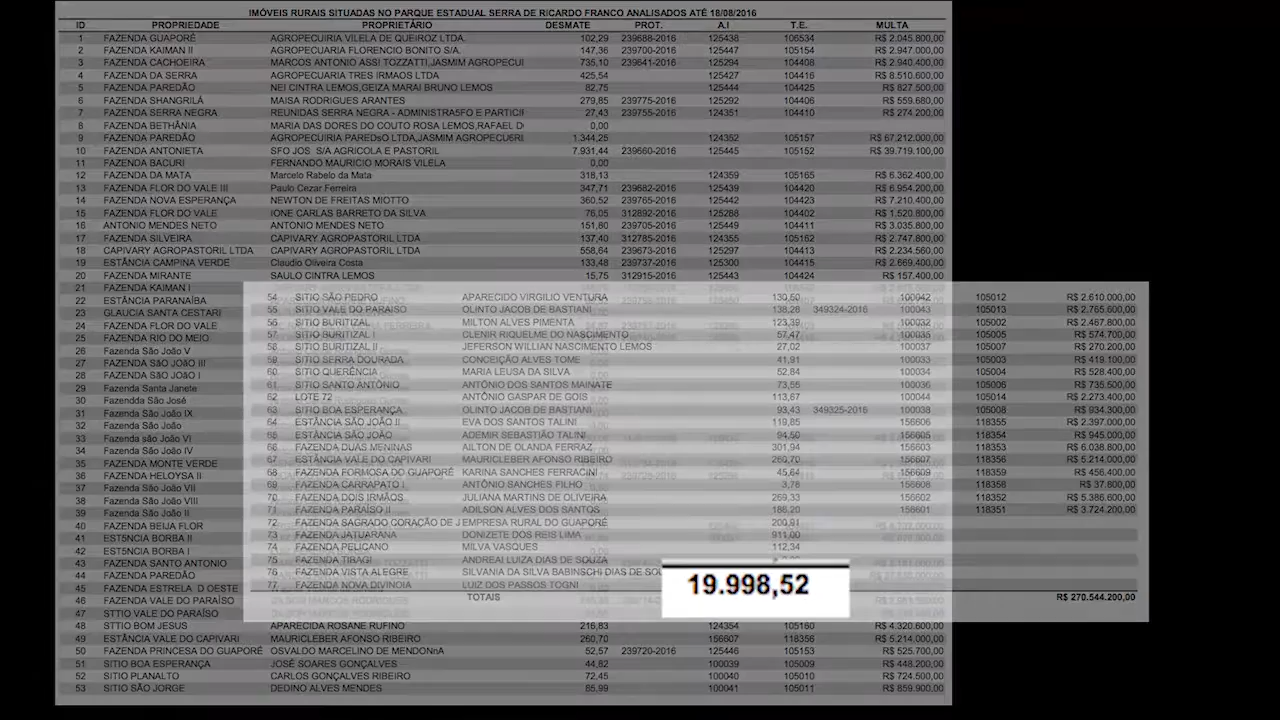 IMÓVEIS RURAIS SITUADAS NO PARQUE ESTADUAL SERRA DE RICARDO FRANCO ANALISADOS ATÉ 18/08/2016
ID PROPRIEDADE PROPRIETÁRIO DESMATE PROT. A.I T.E. MULTA
1 FAZENDA GUAPORÉ AGROPECUIRIA VILELA DE QUEIROZ LTDA. 102,29 239688-2016 125438 106534 R$ 2.045.800,00
2 FAZENDA KAIMAN II AGROPECUARIA FLORENCIO BONITO S/A. 147,36 239700-2016 125447 105154 R$ 2.947.000,00
3 FAZENDA CACHOEIRA MARCOS ANTONIO ASSI TOZZATTI,JASMIM AGROPECUI 735,10 239641-2016 125294 104408 R$ 2.940.400,00
4 FAZENDA DA SERRA AGROPECUARIA TRES IRMAOS LTDA 425,54 125427 104416 R$ 8.510.600,00
5 FAZENDA PAREDÃO NEI CINTRA LEMOS,GEIZA MARAI BRUNO LEMOS 82,75 125444 104425 R$ 827.500,00
6 FAZENDA SHANGRILÁ MAISA RODRIGUES ARANTES 279,85 239775-2016 125292 104406 R$ 559.680,00
7 FAZENDA SERRA NEGRA REUNIDAS SERRA NEGRA - ADMINISTRA5FO E PARTICII 27,43 239755-2016 124351 104410 R$ 274.200,00
8 FAZENDA BETHÂNIA MARIA DAS DORES DO COUTO ROSA LEMOS,RAFAEL D 0,00
9 FAZENDA PAREDÃO AGROPECUIRIA PAREDsO LTDA,JASMIM AGROPECU5RI 1.344,25 124352 105157 R$ 67.212.000,00
10 FAZENDA ANTONIETA SFO JOS S/A AGRICOLA E PASTORIL 7.931,44 239660-2016 125445 105152 R$ 39.719.100,00
11 FAZENDA BACURI FERNANDO MAURICIO MORAIS VILELA 0,00
12 FAZENDA DA MATA Marcelo Rabelo da Mata 318,13 124359 105165 R$ 6.362.400,00
13 FAZENDA FLOR DO VALE III Paulo Cezar Ferreira 347,71 239682-2016 125439 104420 R$ 6.954.200,00
14 FAZENDA NOVA ESPERANÇA NEWTON DE FREITAS MIOTTO 360,52 239765-2016 125442 104423 R$ 7.210.400,00
15 FAZENDA FLOR DO VALE IONE CARLAS BARRETO DA SILVA 76,05 312892-2016 125288 104402 R$ 1.520.800,00
16 ANTONIO MENDES NETO ANTONIO MENDES NETO 151,80 239705-2016 125449 104411 R$ 3.035.800,00
17 FAZENDA SILVEIRA CAPIVARY AGROPASTORIL LTDA 137,40 312785-2016 124355 105162 R$ 2.747.800,00
18 CAPIVARY AGROPASTORIL LTDA CAPIVARY AGROPASTORIL LTDA 558,64 239673-2016 125297 104413 R$ 2.234.560,00
19 ESTÂNCIA CAMPINA VERDE Claudio Oliveira Costa 133,48 239737-2016 125300 104415 R$ 2.669.400,00
20 FAZENDA MIRANTE SAULO CINTRA LEMOS 15,75 312915-2016 125443 104424 R$ 157.400,00
21 FAZENDA KAIMAN I
22 ESTÂNCIA PARANAÍBA
23 GLAUCIA SANTA CESTARI
24 FAZENDA FLOR DO VALE
25 FAZENDA RIO DO MEIO
26 Fazenda São João V
27 FAZENDA SãO JOãO III
28 FAZENDA SãO JOãO I
29 Fazenda Santa Janete
30 Fazendda São José
31 Fazenda São João IX
32 Fazenda São João
33 Fazenda são João VI
34 Fazenda São João IV
35 FAZENDA MONTE VERDE
36 FAZENDA HELOYSA II
37 Fazenda São João VII
38 Fazenda São João VIII
39 Fazenda São João II
40 FAZENDA BEIJA FLOR
41 EST5NCIA BORBA II
42 EST5NCIA BORBA I
43 FAZENDA SANTO ANTONIO
44 FAZENDA PAREDÃO
45 FAZENDA ESTRELA D OESTE
46 FAZENDA VALE DO PARAÍSO
47 STTIO VALE DO PARAÍSO
54 SITIO SÃO PEDRO APARECIDO VIRGILIO VENTURA 130,50 100042 105012 R$ 2.610.000,00
55 SITIO VALE DO PARAISO OLINTO JACOB DE BASTIANI 138,28 349324-2016 100043 105013 R$ 2.765.600,00
56 SITIO BURITIZAL MILTON ALVES PIMENTA 123,39 100032 105002 R$ 2.467.800,00
57 SITIO BURITIZAL I CLENIR RIQUELME DO NASCIMENTO 57,47 100035 105005 R$ 574.700,00
58 SITIO BURITIZAL II JEFERSON WILLIAN NASCIMENTO LEMOS 27,02 100037 105007 R$ 270.200,00
59 SITIO SERRA DOURADA CONCEIÇÃO ALVES TOME 41,91 100033 105003 R$ 419.100,00
60 SITIO QUERÊNCIA MARIA LEUSA DA SILVA 52,84 100034 105004 R$ 528.400,00
61 SITIO SANTO ANTÔNIO ANTÔNIO DOS SANTOS MAINATE 73,55 100036 105006 R$ 735.500,00
62 LOTE 72 ANTÔNIO GASPAR DE GOIS 113,67 100044 105014 R$ 2.273.400,00
63 SITIO BOA ESPERANÇA OLINTO JACOB DE BASTIANI 93,43 349325-2016 100038 105008 R$ 934.300,00
64 ESTÂNCIA SÃO JOÃO II EVA DOS SANTOS TALINI 119,85 156606 118355 R$ 2.397.000,00
65 ESTÂNCIA SÃO JOÃO ADEMIR SEBASTIÃO TALINI 94,50 156605 118354 R$ 945.000,00
66 FAZENDA DUAS MENINAS AILTON DE OLANDA FERRAZ 301,94 156603 118353 R$ 6.038.800,00
67 ESTÂNCIA VALE DO CAPIVARI MAURICLEBER AFONSO RIBEIRO 260,70 156607 118356 R$ 5.214.000,00
68 FAZENDA FORMOSA DO GUAPORÉ KARINA SANCHES FERRACINI 45,64 156609 118359 R$ 456.400,00
69 FAZENDA CARRAPATO I ANTÔNIO SANCHES FILHO 3,78 156608 118358 R$ 37.800,00
70 FAZENDA DOIS IRMÃOS JULIANA MARTINS DE OLIVEIRA 269,33 156602 118352 R$ 5.386.600,00
71 FAZENDA PARAÍSO II ADILSON ALVES DOS SANTOS 186,20 156601 118351 R$ 3.724.200,00
72 FAZENDA SAGRADO CORAÇÃO DE J EMPRESA RURAL DO GUAPORÉ 200,91
73 FAZENDA JATUARANA DONIZETE DOS REIS LIMA 911,00
74 FAZENDA PELICANO MILVA VASQUES 112,34
75 FAZENDA TIBAGI ANDREAI LUIZA DIAS DE SOUZA
76 FAZENDA VISTA ALEGRE SILVANIA DA SILVA BABINSCHI DIAS DE SOU
77 FAZENDA NOVA DIVINOIA LUIZ DOS PASSOS TOGNI
TOTAIS 19.998,52 R$ 270.544.200,00
48 STTIO BOM JESUS APARECIDA ROSANE RUFINO 216,83 124354 105160 R$ 4.320.600,00
49 ESTÂNCIA VALE DO CAPIVARI MAURICLEBER AFONSO RIBEIRO 260,70 156607 118356 R$ 5.214.000,00
50 FAZENDA PRINCESA DO GUAPORÉ OSVALDO MARCELINO DE MENDONnA 52,57 239720-2016 125446 105153 R$ 525.700,00
51 SITIO BOA ESPERANÇA JOSÉ SOARES GONÇALVES 44,82 100039 105009 R$ 448.200,00
52 SITIO PLANALTO CARLOS GONÇALVES RIBEIRO 72,45 100040 105010 R$ 724.500,00
53 SITIO SÃO JORGE DEDINO ALVES MENDES 85,99 100041 105011 R$ 859.900,00